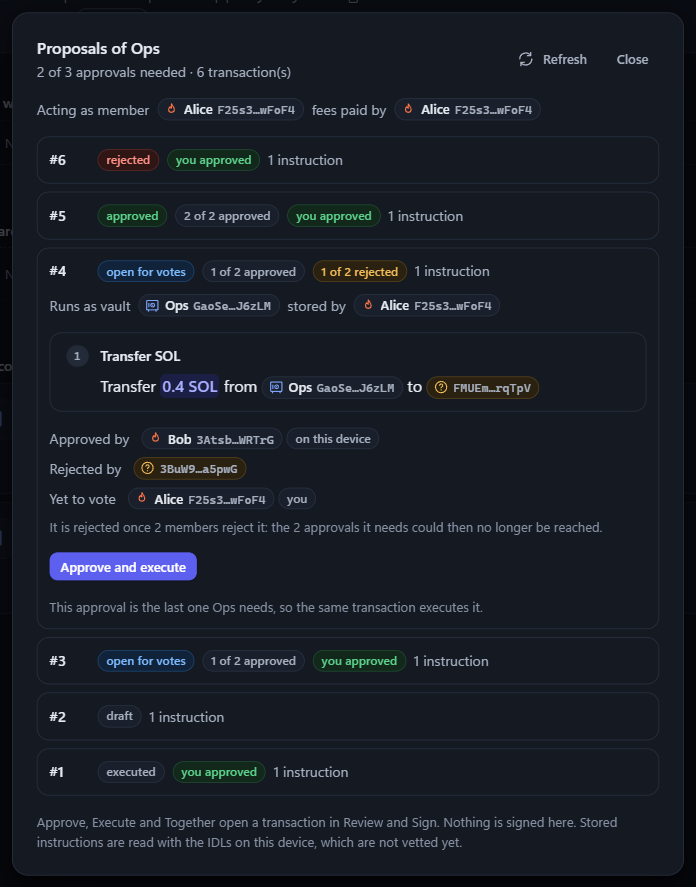 Proposals of Ops
2 of 3 approvals needed · 6 transaction(s)
Refresh
Close
Acting as member Alice F25s3…wFoF4 fees paid by Alice F25s3…wFoF4
#6 rejected you approved 1 instruction
#5 approved 2 of 2 approved you approved 1 instruction
#4 open for votes 1 of 2 approved 1 of 2 rejected 1 instruction
Runs as vault Ops GaoSe…J6zLM stored by Alice F25s3…wFoF4
1 Transfer SOL
Transfer 0.4 SOL from Ops GaoSe…J6zLM to FMUEm…rqTpV
Approved by Bob 3Atsb…WRTrG on this device
Rejected by 3BuW9…a5pwG
Yet to vote Alice F25s3…wFoF4 you
It is rejected once 2 members reject it: the 2 approvals it needs could then no longer be reached.
Approve and execute
This approval is the last one Ops needs, so the same transaction executes it.
#3 open for votes 1 of 2 approved you approved 1 instruction
#2 draft 1 instruction
#1 executed you approved 1 instruction
Approve, Execute and Together open a transaction in Review and Sign. Nothing is signed here. Stored
instructions are read with the IDLs on this device, which are not vetted yet.